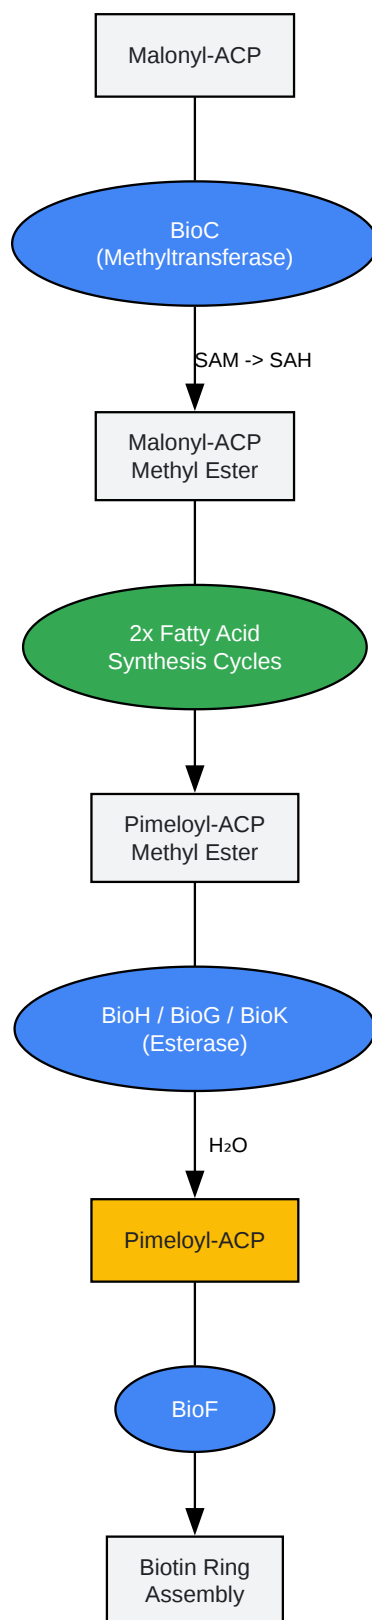 Malonyl-ACP
BioC
(Methyltransferase)
SAM -> SAH
Malonyl-ACP
Methyl Ester
2x Fatty Acid
Synthesis Cycles
Pimeloyl-ACP
Methyl Ester
BioH / BioG / BioK
(Esterase)
H₂O
Pimeloyl-ACP
BioF
Biotin Ring
Assembly